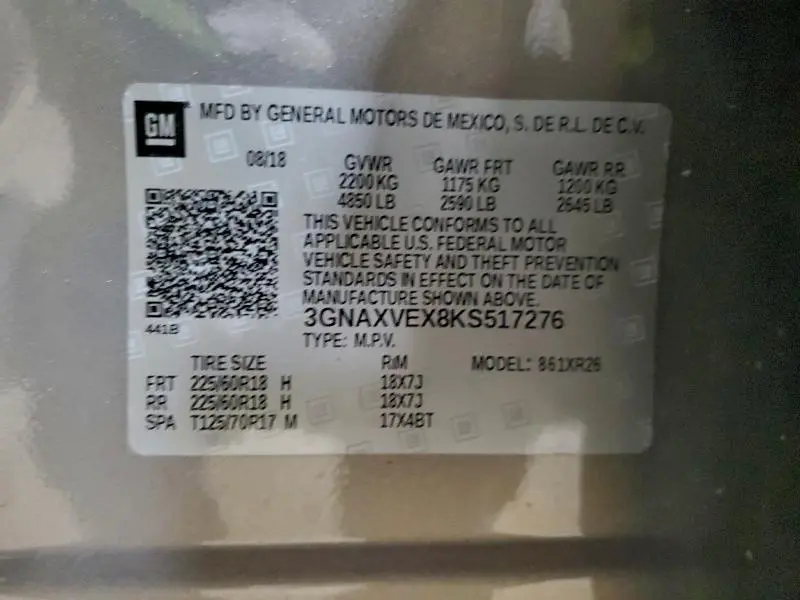 GM
MFD BY GENERAL MOTORS DE MEXICO, S. DE R.L. DE C.V.
08/18 GVWR GAWR FRT GAWR RR
2200 KG 1175 KG 1200 KG
4850 LB 2590 LB 2645 LB
THIS VEHICLE CONFORMS TO ALL
APPLICABLE U.S. FEDERAL MOTOR
VEHICLE SAFETY AND THEFT PREVENTION
STANDARDS IN EFFECT ON THE DATE OF
MANUFACTURE SHOWN ABOVE.
441B 3GNAXVEX8KS517276
TYPE: M.P.V.
TIRE SIZE RIM MODEL: 861XR26
FRT 225/60R18 H 18X7J
RR 225/60R18 H 18X7J
SPA T125/70R17 M 17X4BT